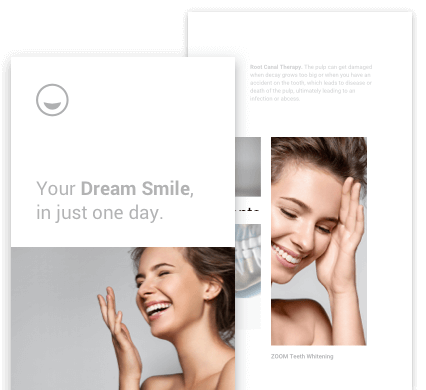 Your Dream Smile,
in just one day.
Root Canal Therapy. The pulp can get damaged
when decay grows too big or when you have an
accident on the tooth, which leads to disease or
death of the pulp, ultimately leading to an
infection or abcess.
ZOOM Teeth Whitening